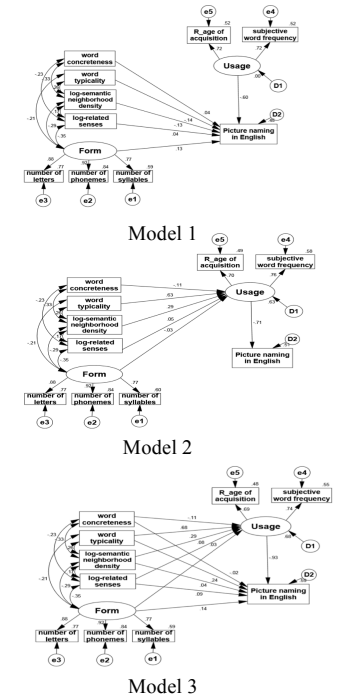 e5
e4
.52
.52
R_age of
acquisition
subjective
word frequency
.72
.72
Usage
D1
word
concreteness
word
typicality
log-semantic
neighborhood
density
log-related
senses
-.23
-.33
-.21
-.29
-.35
-.60
.04
-.14
-.13
.04
.13
D2
Picture naming
in English
Form
.88
.77
.84
.77
.59
number of
letters
number of
phonemes
number of
syllables
e3
e2
e1
Model 1
e5
e4
.49
.50
R_age of
acquisition
subjective
word frequency
.70
.76
Usage
.63
D1
word
concreteness
word
typicality
log-semantic
neighborhood
density
log-related
senses
-.23
-.33
-.21
-.29
-.35
-.11
.63
.29
.05
-.03
-.71
D2
.51
Picture naming
in English
Form
.88
.77
.84
.77
.60
number of
letters
number of
phonemes
number of
syllables
e3
e2
e1
Model 2
e5
e4
.48
.55
R_age of
acquisition
subjective
word frequency
.69
.74
Usage
.68
D1
word
concreteness
word
typicality
log-semantic
neighborhood
density
log-related
senses
-.23
-.33
-.21
-.29
-.35
-.11
.68
.29
.03
-.93
.24
.09
.14
D2
Picture naming
in English
Form
.88
.77
.84
.77
.59
number of
letters
number of
phonemes
number of
syllables
e3
e2
e1
Model 3